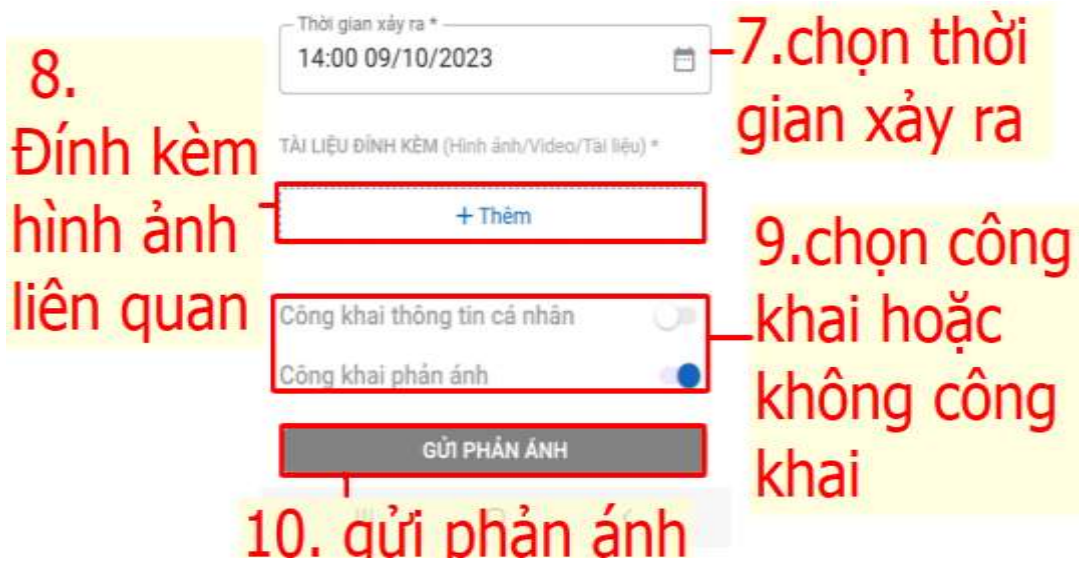 Thời gian xảy ra *
14:00 09/10/2023
7.chọn thời
gian xảy ra
8.
Đính kèm
hình ảnh
liên quan
TÀI LIỆU ĐÍNH KÈM (Hình ảnh/Video/Tài liệu) *
+ Thêm
Công khai thông tin cá nhân
Công khai phản ánh
9.chọn công
khai hoặc
không công
khai
GỬI PHẢN ÁNH
10. gửi phản ánh